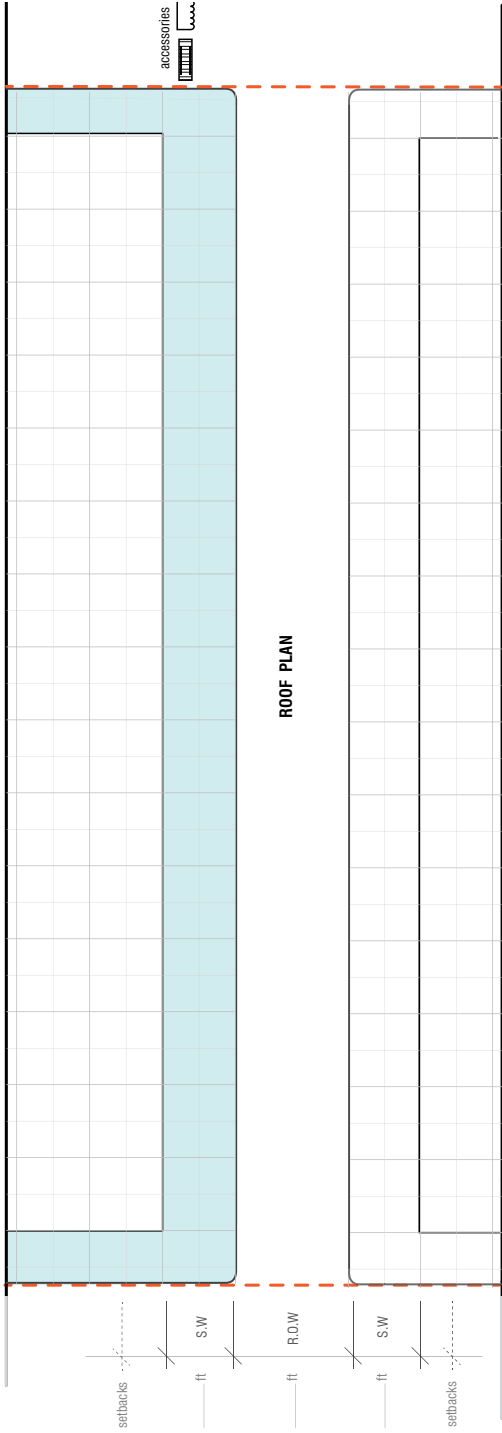 accessories
ROOF PLAN
setbacks
S.W
ft
R.O.W
ft
S.W
ft
setbacks